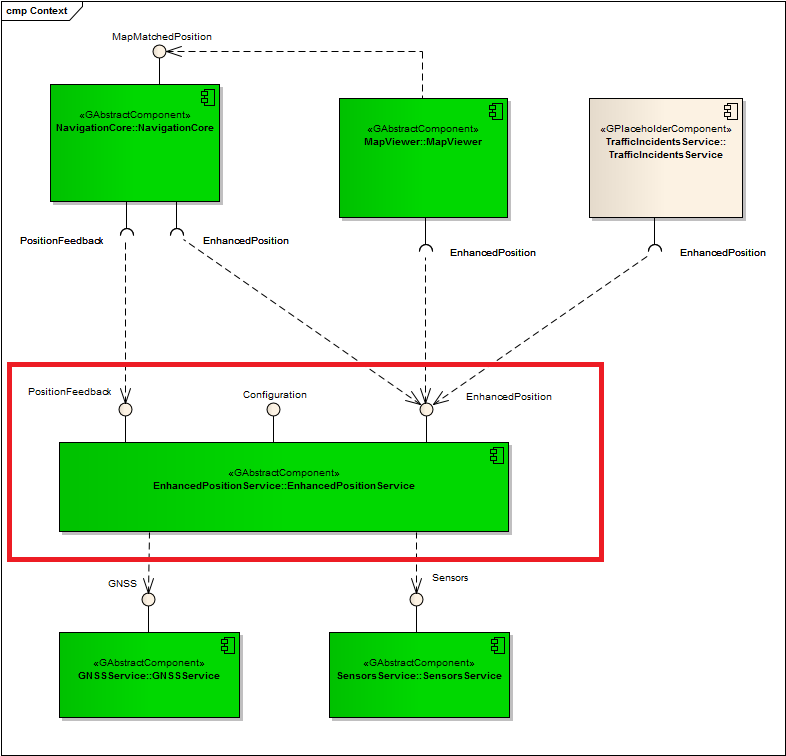 cmp Context
MapMatchedPosition
«GAbstractComponent»
NavigationCore::NavigationCore
«GAbstractComponent»
MapViewer::MapViewer
«GPlaceholderComponent»
TrafficIncidentsService::
TrafficIncidentsService
PositionFeedback
EnhancedPosition
EnhancedPosition
EnhancedPosition
PositionFeedback
Configuration
EnhancedPosition
«GAbstractComponent»
EnhancedPositionService::EnhancedPositionService
GNSS
Sensors
«GAbstractComponent»
GNSSService::GNSSService
«GAbstractComponent»
SensorsService::SensorsService